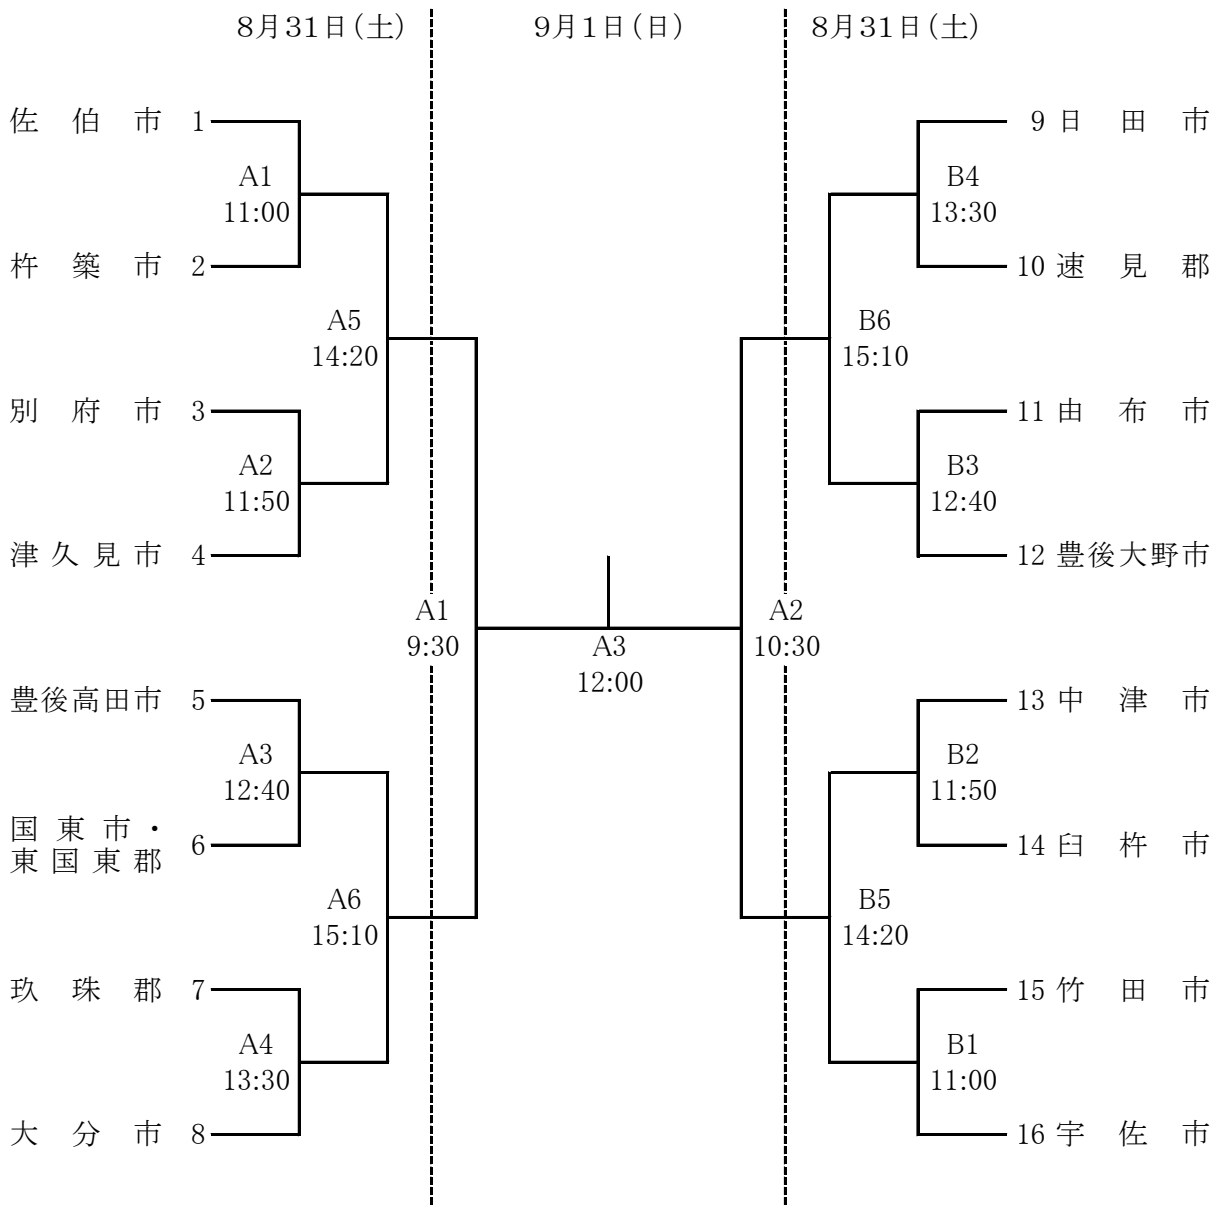 8月31日(土)
9月1日(日)
8月31日(土)
佐伯市 1
A1
11:00
杵築市 2
A5
14:20
別府市 3
A2
11:50
津久見市 4
A1
9:30
豊後高田市 5
A3
12:40
国東市・
東国東郡 6
A6
15:10
玖珠郡 7
A4
13:30
大分市 8
A3
12:00
9 日田市
B4
13:30
10 速見郡
B6
15:10
11 由布市
B3
12:40
12 豊後大野市
A2
10:30
13 中津市
B2
11:50
14 臼杵市
B5
14:20
15 竹田市
B1
11:00
16 宇佐市